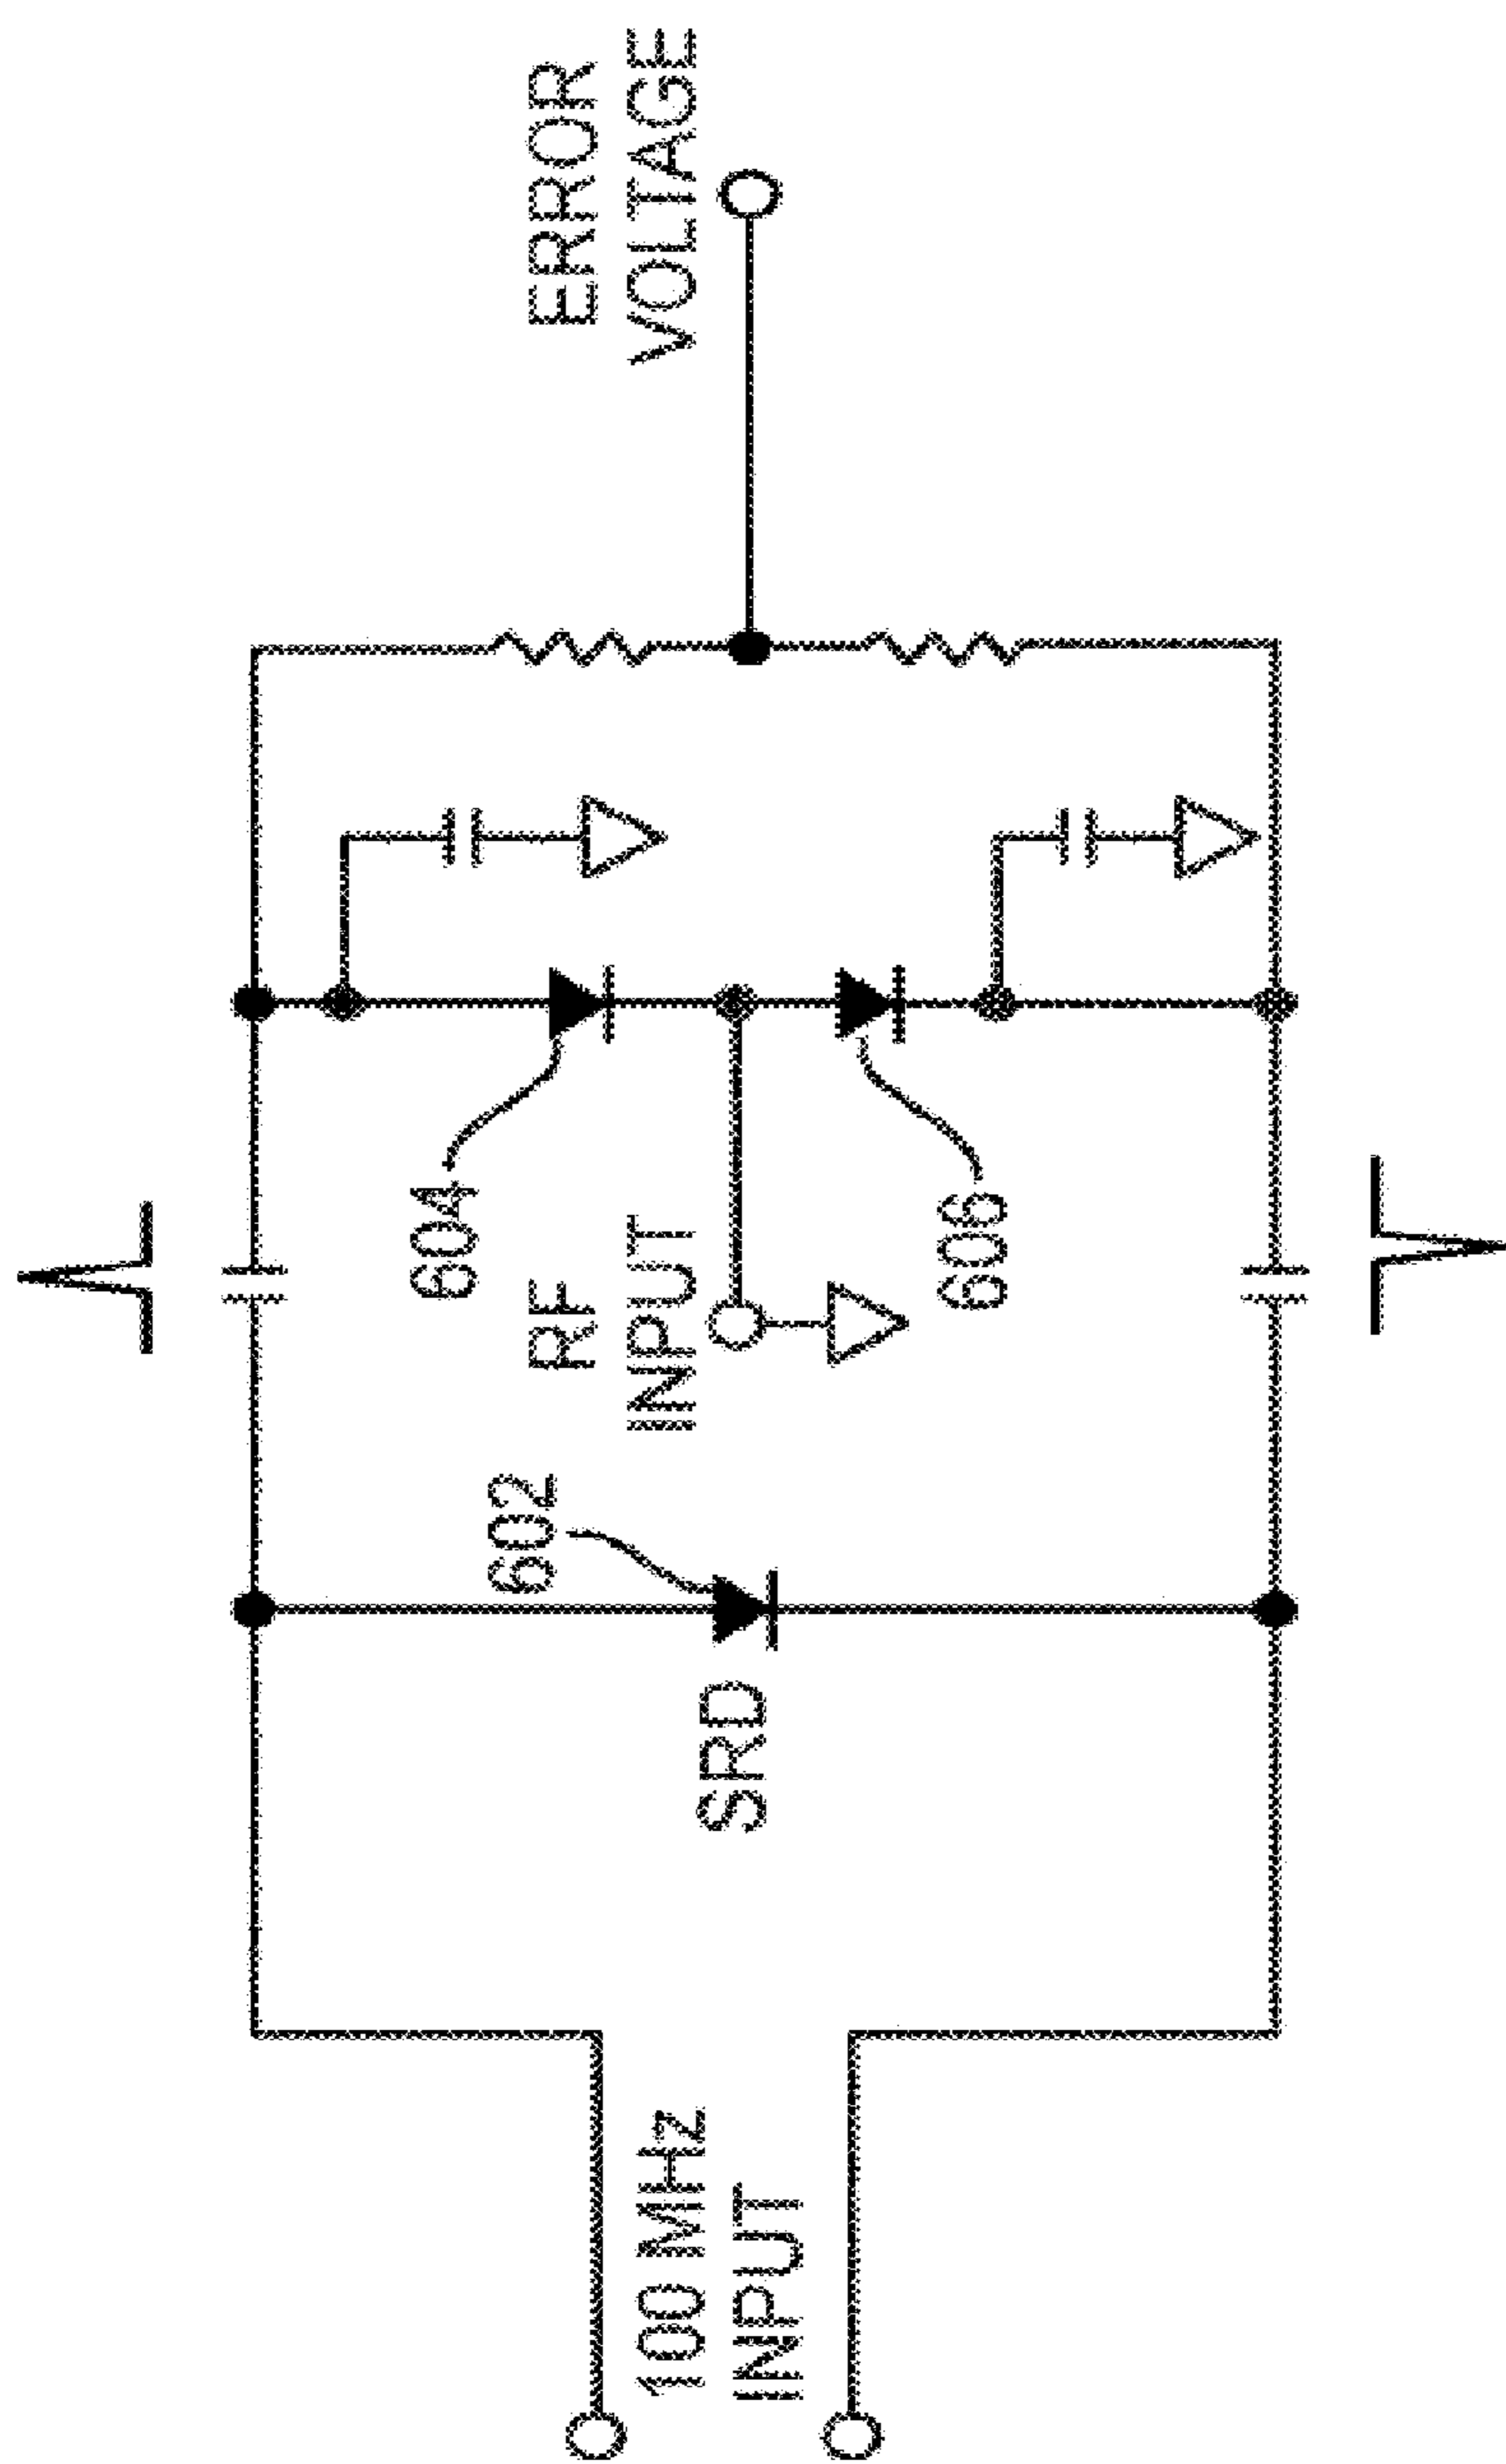 100 MHz
INPUT
SRD
602
RF
INPUT
604
606
ERROR
VOLTAGE